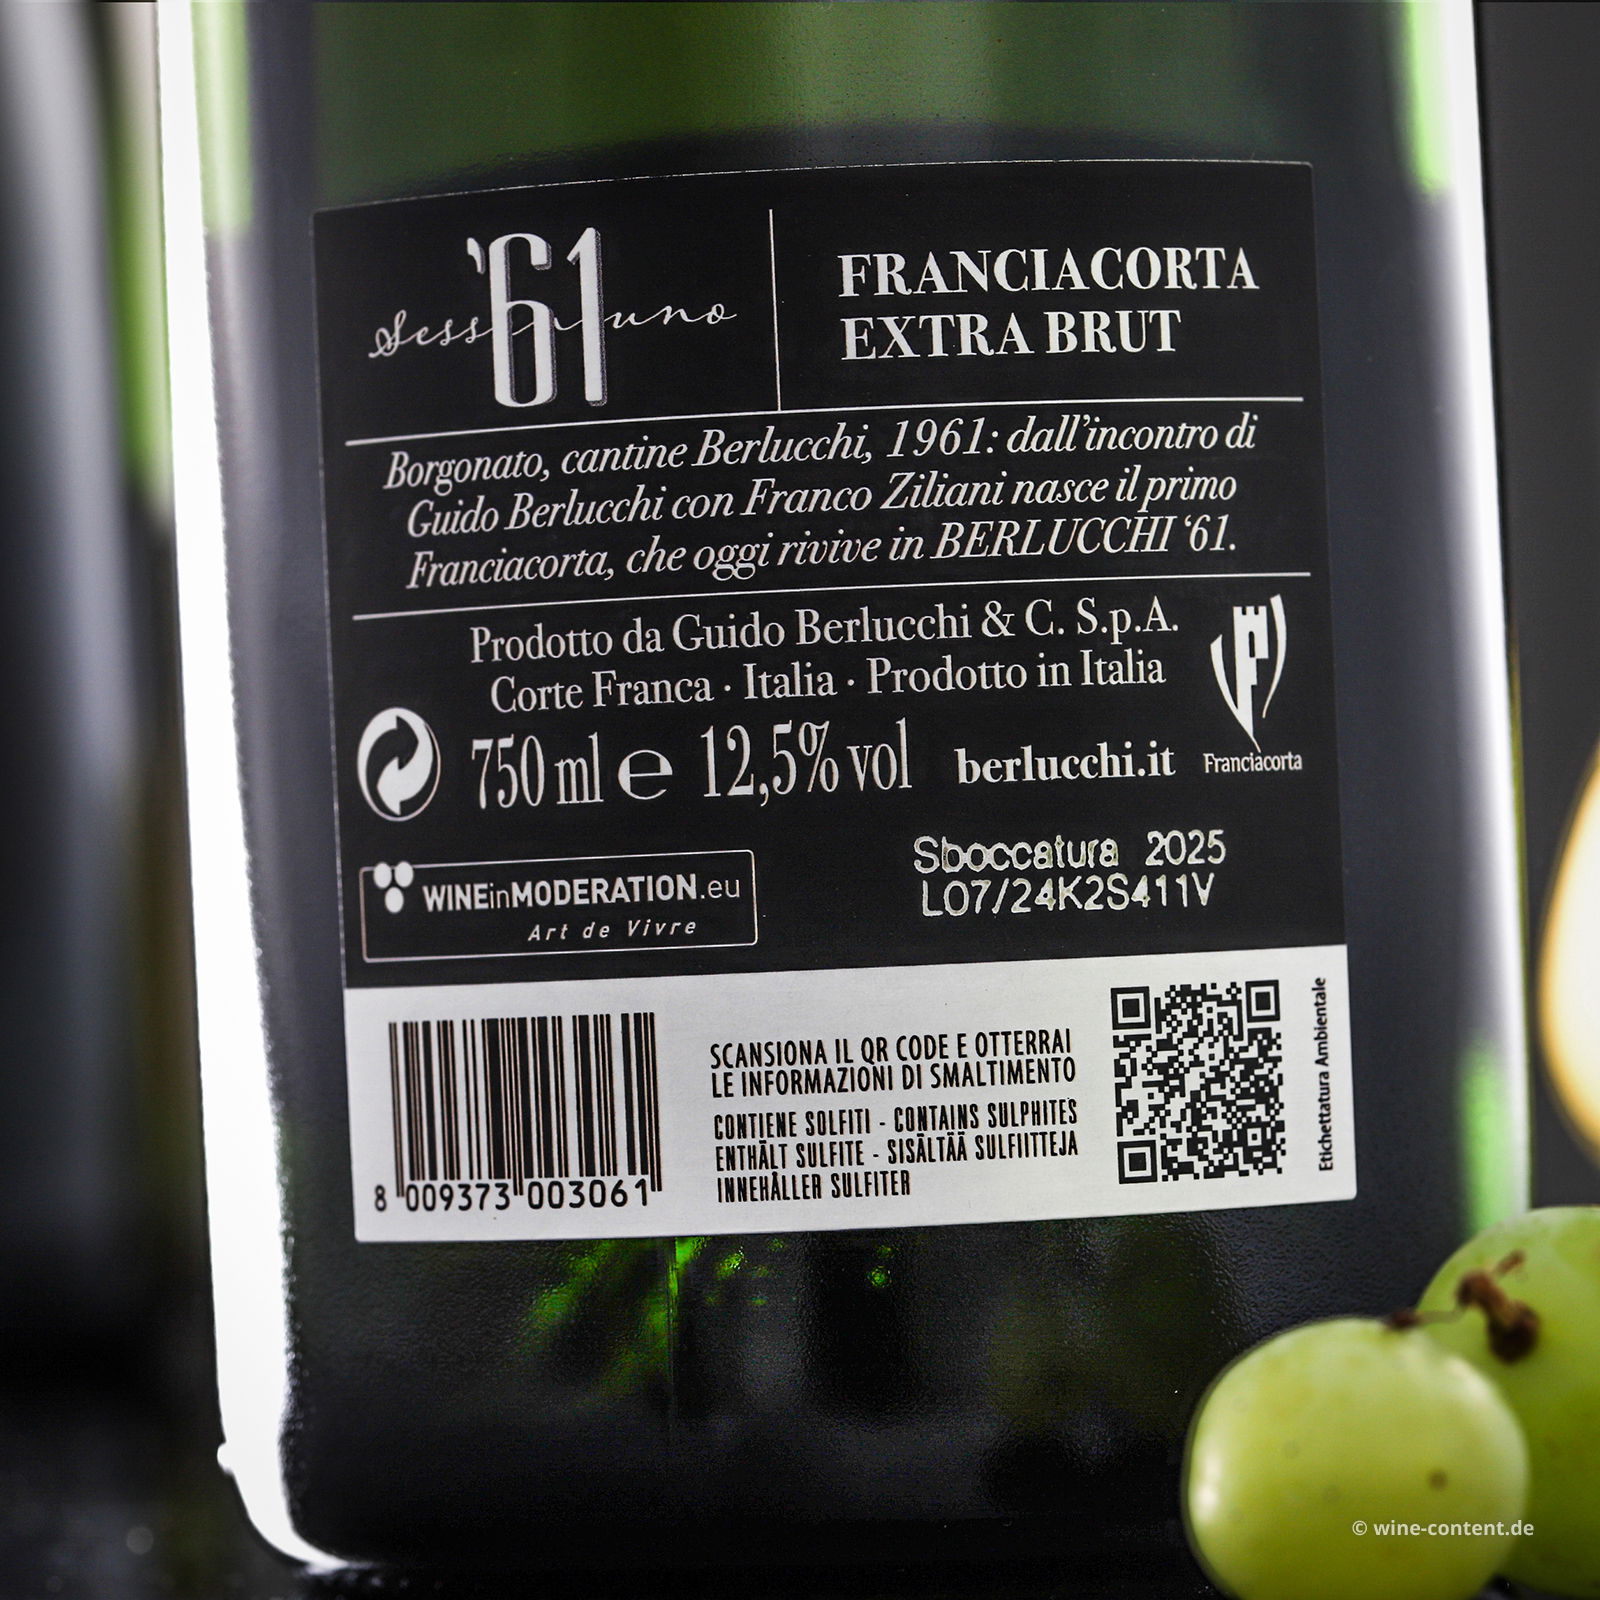 '61
Sessantuno
FRANCIACORTA
EXTRA BRUT
Borgonato, cantine Berlucchi, 1961: dall'incontro di
Guido Berlucchi con Franco Ziliani nasce il primo
Franciacorta, che oggi rivive in BERLUCCHI '61.
Prodotto da Guido Berlucchi & C. S.p.A.
Corte Franca · Italia · Prodotto in Italia
750 ml e 12,5% vol berlucchi.it
Franciacorta
WINEinMODERATION.eu
Art de Vivre
Sboccatura 2025
L07/24K2S411V
8 009373 003061
SCANSIONA IL QR CODE E OTTERRAI
LE INFORMAZIONI DI SMALTIMENTO
CONTIENE SOLFITI - CONTAINS SULPHITES
ENTHÄLT SULFITE - SISÄLTÄÄ SULFIITTEJA
INNEHÅLLER SULFITER
Etichettatura Ambientale
© wine-content.de